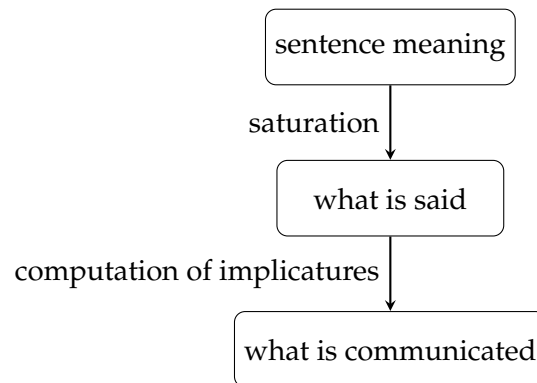 sentence meaning
saturation
what is said
computation of implicatures
what is communicated